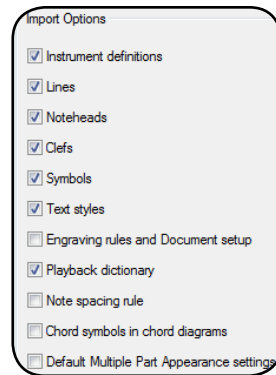 Import Options
Instrument definitions
Lines
Noteheads
Clefs
Symbols
Text styles
Engraving rules and Document setup
Playback dictionary
Note spacing rule
Chord symbols in chord diagrams
Default Multiple Part Appearance settings